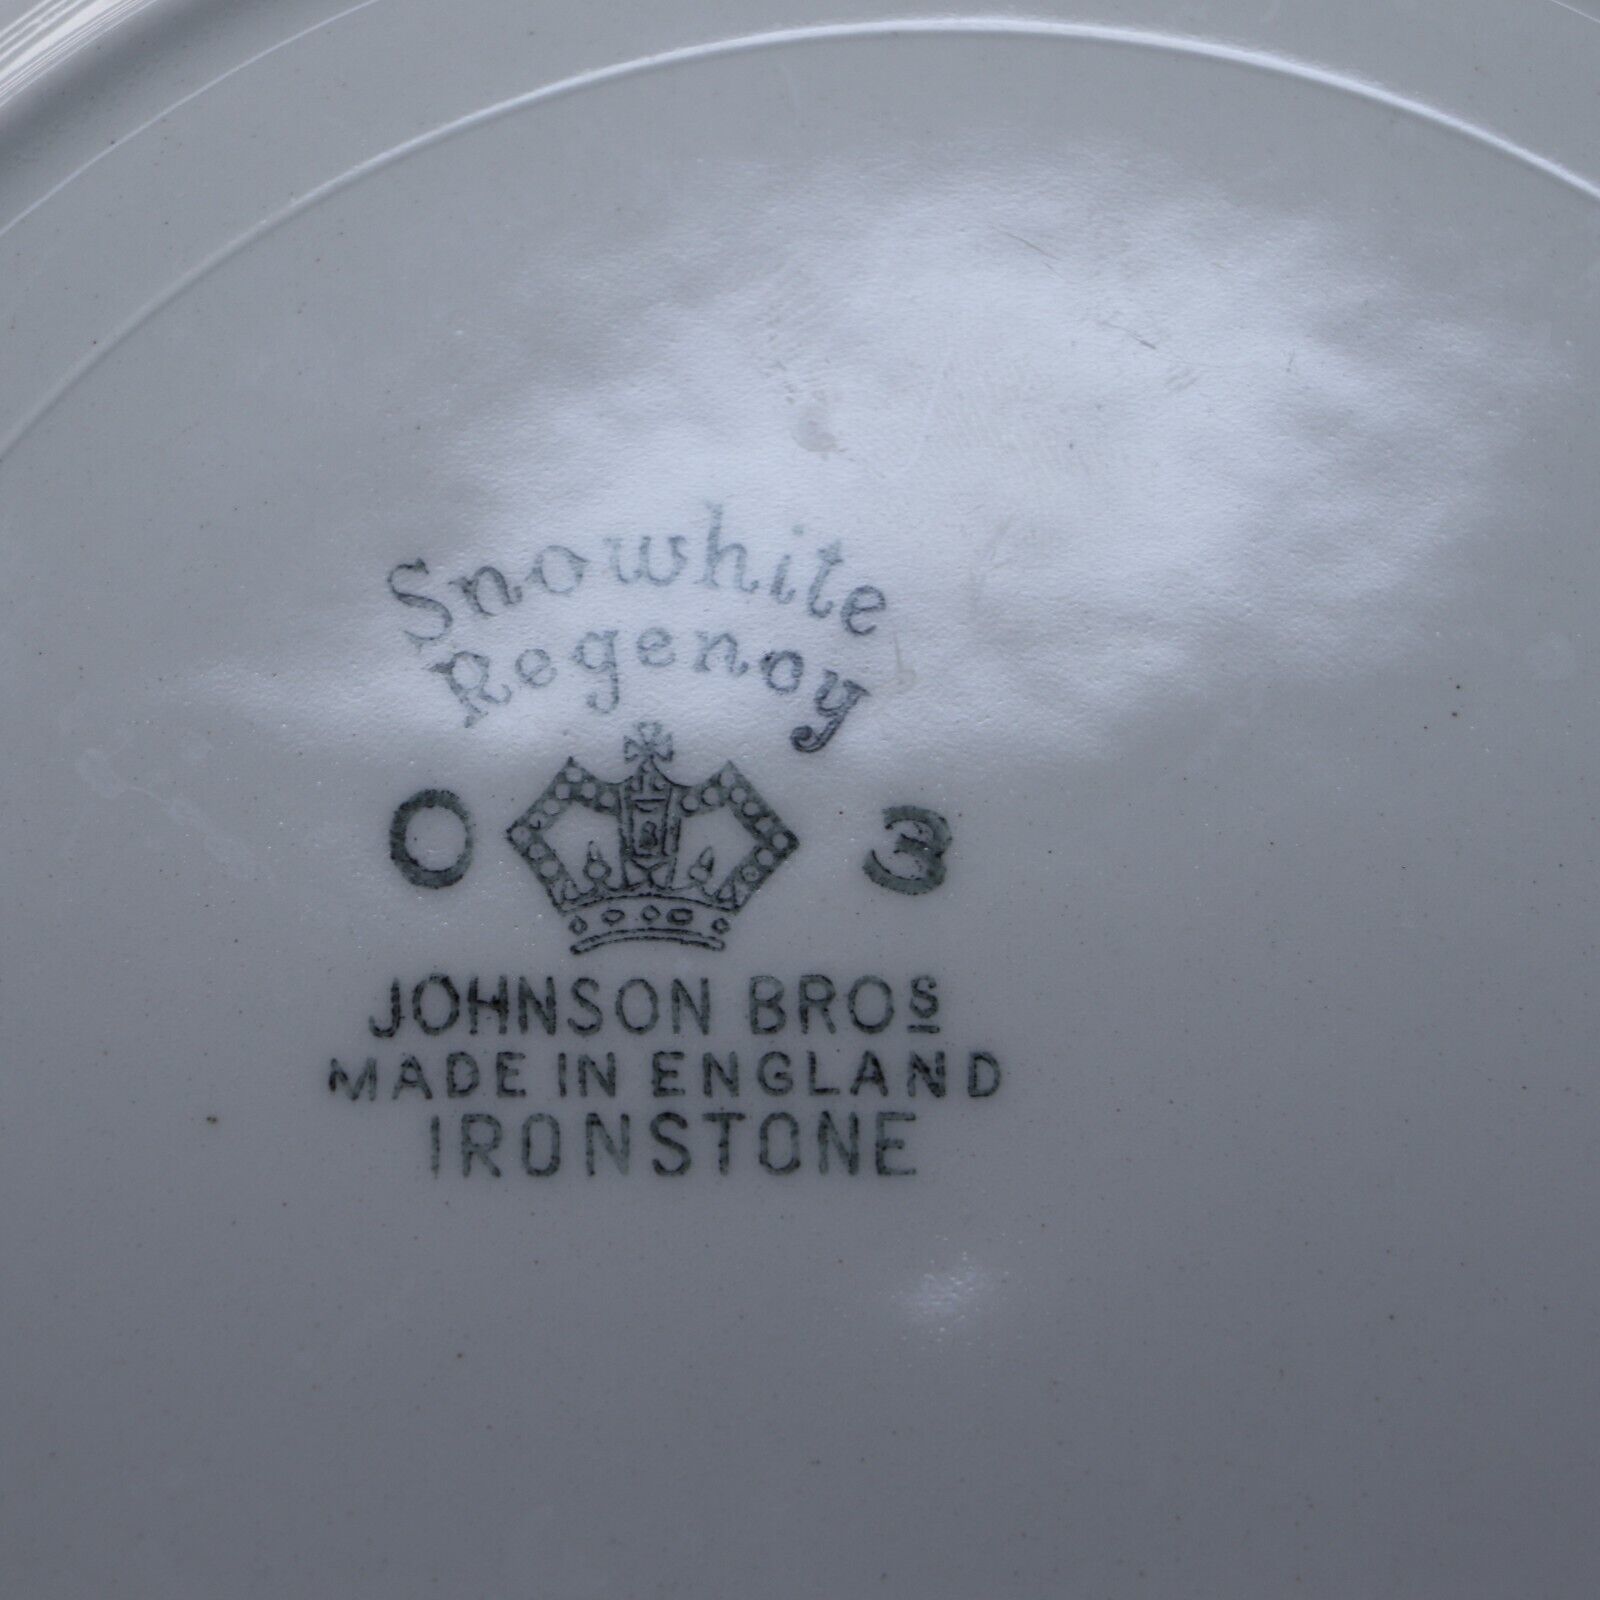 Snowhite
Regency
O 3
JOHNSON BROS
MADE IN ENGLAND
IRONSTONE